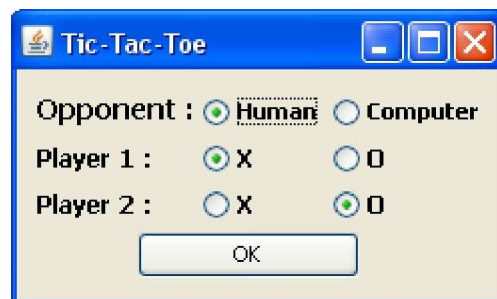 Tic-Tac-Toe
Opponent : Human Computer
Player 1 : X O
Player 2 : X O
OK